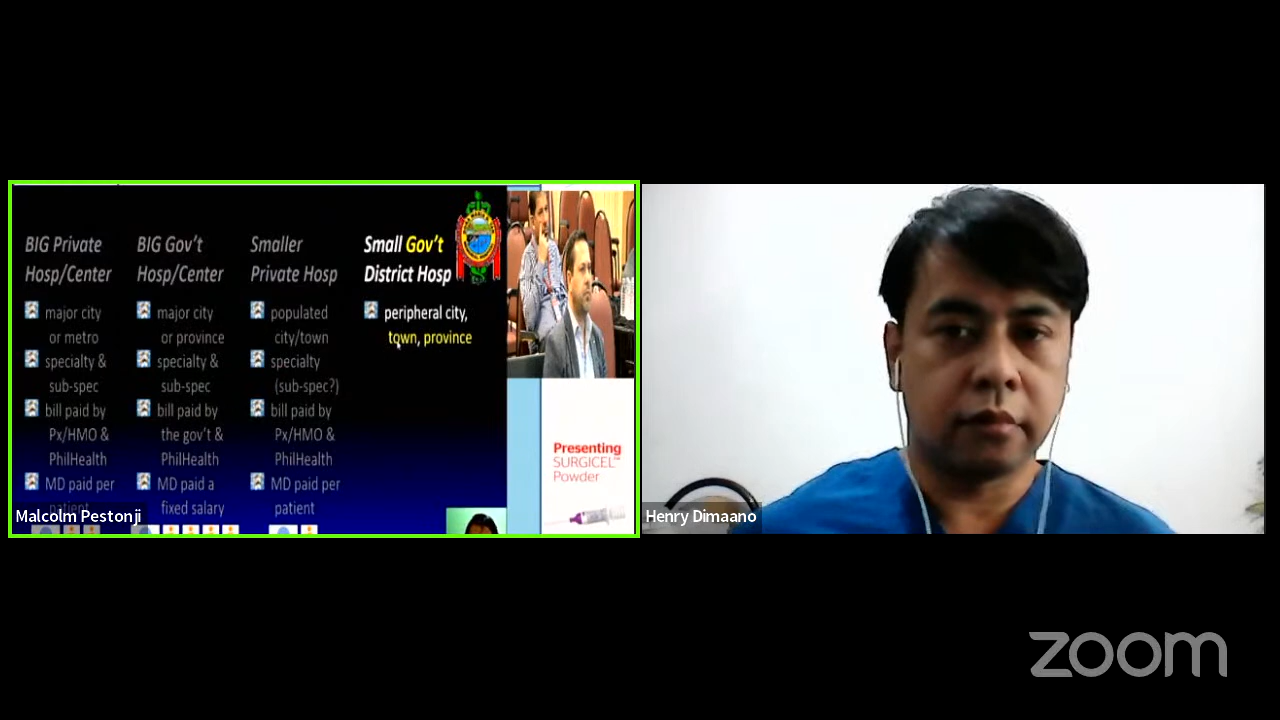 BIG Private
Hosp/Center
major city
or metro
specialty &
sub-spec
bill paid by
Px/HMO &
PhilHealth
MD paid per
patient
BIG Gov't
Hosp/Center
major city
or province
specialty &
sub-spec
bill paid by
the gov't &
PhilHealth
MD paid a
fixed salary
Smaller
Private Hosp
populated
city/town
specialty
(sub-spec?)
bill paid by
Px/HMO &
PhilHealth
MD paid per
patient
Small Gov't
District Hosp
peripheral city,
town, province
Presenting
SURGICEL™
Powder
Malcolm Pestonji
Henry Dimaano
zoom